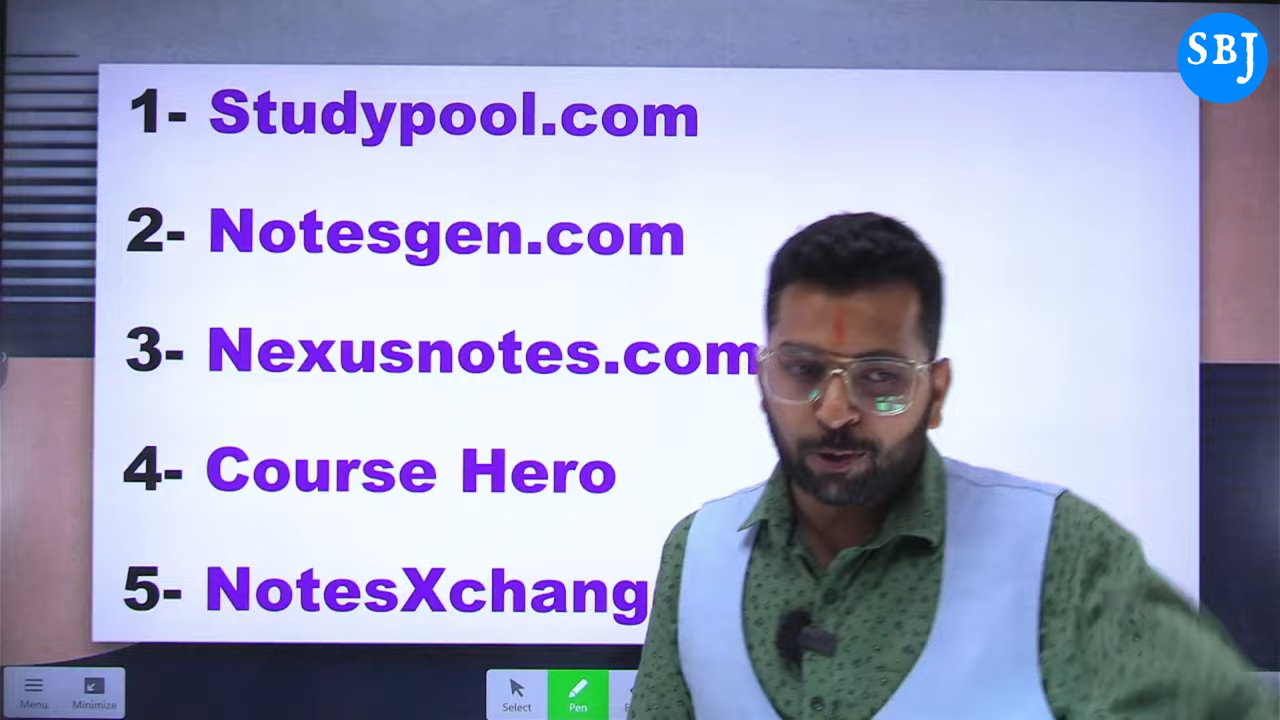 SBJ
1- Studypool.com
2- Notesgen.com
3- Nexusnotes.com
4- Course Hero
5- NotesXchang
Menu
Minimize
Select
Pen